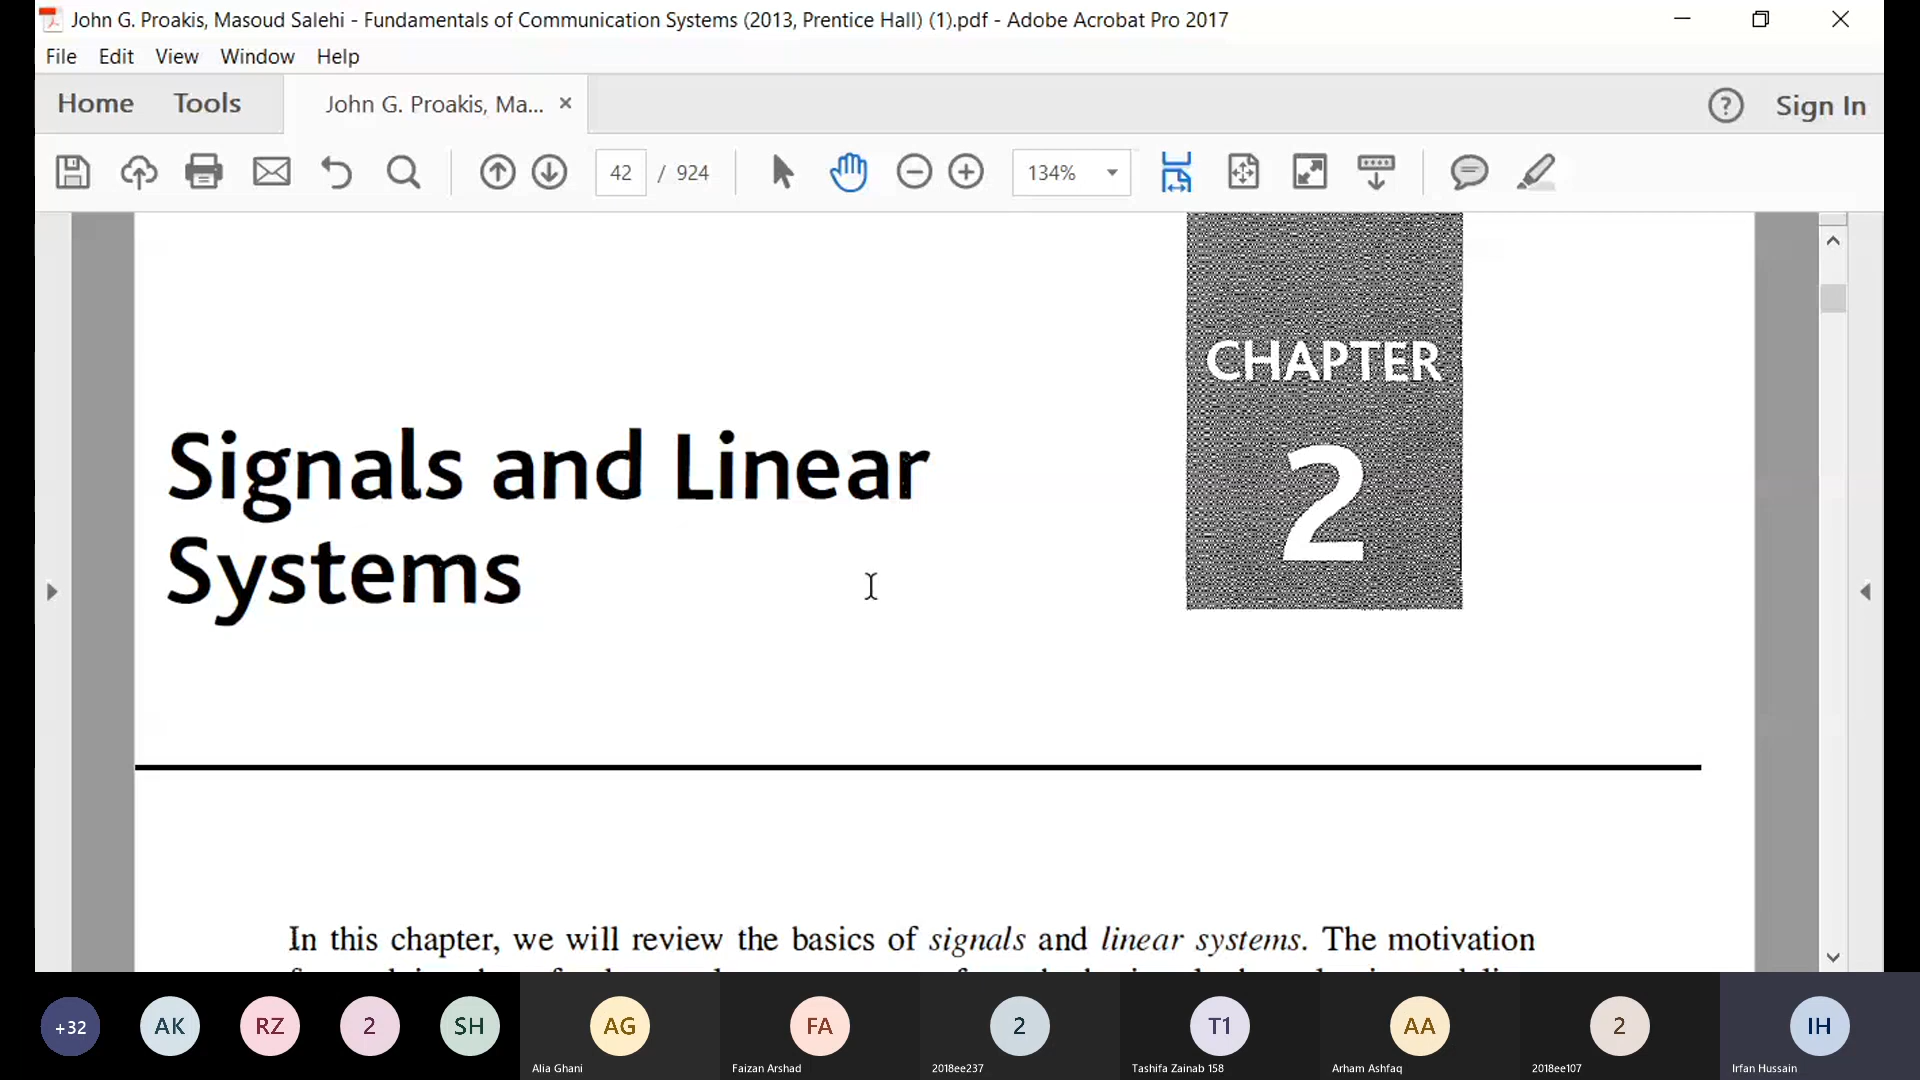 John G. Proakis, Masoud Salehi - Fundamentals of Communication Systems (2013, Prentice Hall) (1).pdf - Adobe Acrobat Pro 2017
File Edit View Window Help
Home Tools John G. Proakis, Ma... × ? Sign In
42 / 924 134%
CHAPTER
2
Signals and Linear
Systems
In this chapter, we will review the basics of signals and linear systems. The motivation
+32 AK RZ 2 SH AG FA 2 T1 AA 2 IH
Alia Ghani Faizan Arshad 2018ee237 Tashifa Zainab 158 Arham Ashfaq 2018ee107 Irfan Hussain